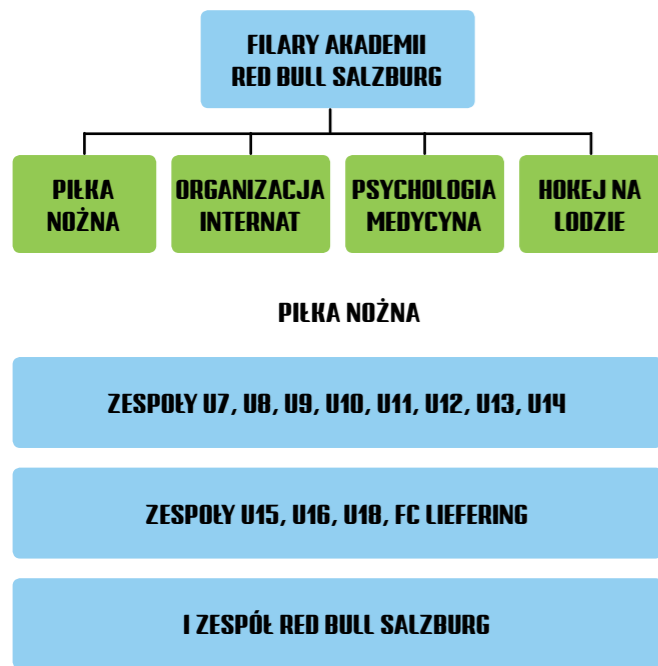 FILARY AKADEMII
RED BULL SALZBURG
PIŁKA
NOŻNA
ORGANIZACJA
INTERNAT
PSYCHOLOGIA
MEDYCYNA
HOKEJ NA
LODZIE
PIŁKA NOŻNA
ZESPOŁY U7, U8, U9, U10, U11, U12, U13, U14
ZESPOŁY U15, U16, U18, FC LIEFERING
I ZESPÓŁ RED BULL SALZBURG